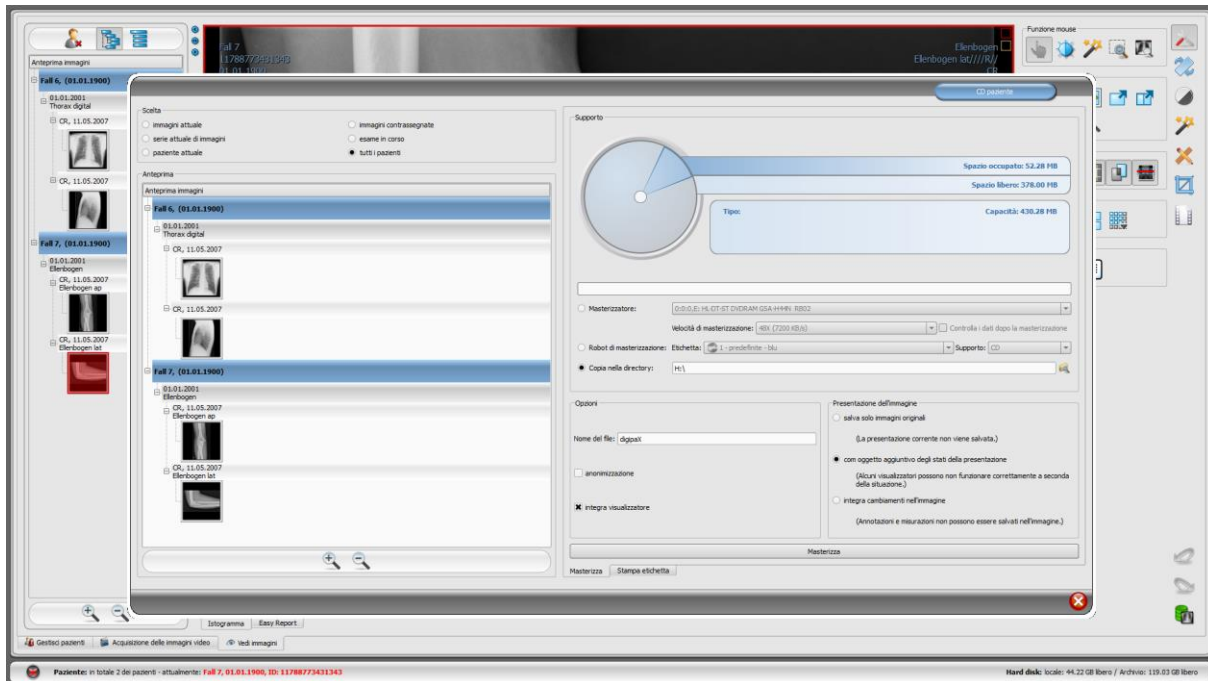 Funzione mouse
Anteprima immagini
Fall 6, (01.01.1900)
01.01.2001
Thorax digital
CR, 11.05.2007
CR, 11.05.2007
Fall 7, (01.01.1900)
01.01.2001
Ellenbogen
CR, 11.05.2007
Ellenbogen ap
CR, 11.05.2007
Ellenbogen lat
11788773431343
01.01.1900
Ellenbogen
Ellenbogen lat////R//
CR
CD paziente
Scelta
immagini attuale
immagini contrassegnate
serie attuale di immagini
esame in corso
paziente attuale
tutti i pazienti
Anteprima
Anteprima immagini
Fall 6, (01.01.1900)
01.01.2001
Thorax digital
CR, 11.05.2007
CR, 11.05.2007
Fall 7, (01.01.1900)
01.01.2001
Ellenbogen
CR, 11.05.2007
Ellenbogen ap
CR, 11.05.2007
Ellenbogen lat
Supporto
Spazio occupato: 52.28 MB
Spazio libero: 378.00 MB
Tipo:
Capacità: 430.28 MB
Masterizzatore:
Velocità di masterizzazione: 48X (7200 KB/s)
Controlla i dati dopo la masterizzazione
Robot di masterizzazione: Etichetta: 1 - predefinite - blu
Supporto: CD
Copia nella directory: H:\
Opzioni
Nome del file: digipaX
anonimizzazione
integra visualizzatore
Presentazione dell'immagine
salva solo immagini originali
(La presentazione corrente non viene salvata.)
com oggetto aggiuntivo degli stati della presentazione
(Alcuni visualizzatori possono non funzionare correttamente a seconda
della situazione.)
integra cambiamenti nell'immagine
(Annotazioni e misurazioni non possono essere salvati nell'immagine.)
Masterizza
Masterizza Stampa etichetta
Istogramma Easy Report
Gestisci pazienti Acquisizione delle immagini video Vedi immagini
Paziente: in totale 2 dei pazienti - attualmente: Fall 7, 01.01.1900, ID: 11788773431343
Hard disk: locale: 44.22 GB libero / Archivio: 119.03 GB libero